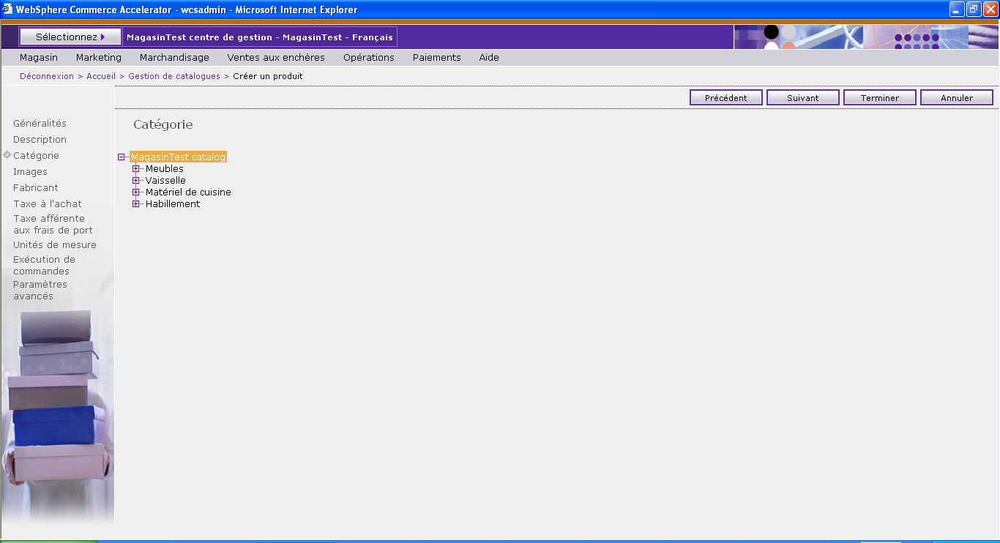 WebSphere Commerce Accelerator - wcsadmin - Microsoft Internet Explorer
Sélectionnez
MagasinTest centre de gestion - MagasinTest - Français
Magasin Marketing Marchandisage Ventes aux enchères Opérations Paiements Aide
Déconnexion > Accueil > Gestion de catalogues > Créer un produit
Précédent Suivant Terminer Annuler
Généralités
Description
Catégorie
Images
Fabricant
Taxe à l'achat
Taxe afférente
aux frais de port
Unités de mesure
Exécution de
commandes
Paramètres
avancés
Catégorie
MagasinTest catalog
Meubles
Vaisselle
Matériel de cuisine
Habillement